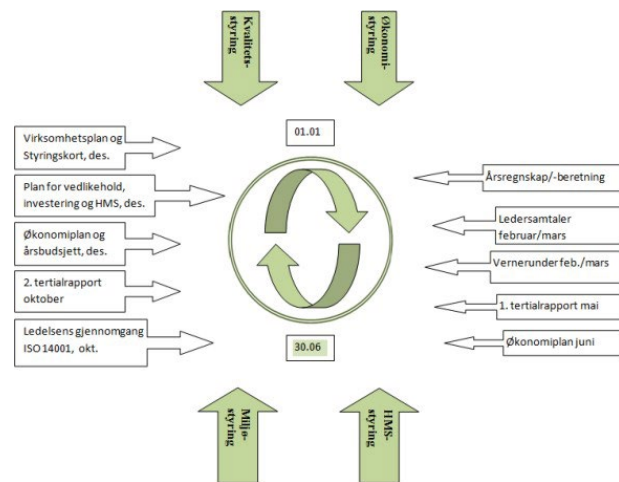 Kvalitets-
styring
Økonomi-
styring
01.01
Virksomhetsplan og
Styringskort, des.
Plan for vedlikehold,
investering og HMS, des.
Økonomiplan og
årsbudsjett, des.
2. tertialrapport
oktober
Ledelsens gjennomgang
ISO 14001, okt.
Årsregnskap/-beretning
Ledersamtaler
februar/mars
Vernerunder feb./mars
1. tertialrapport mai
Økonomiplan juni
30.06
Miljø-
styring
HMS-
styring